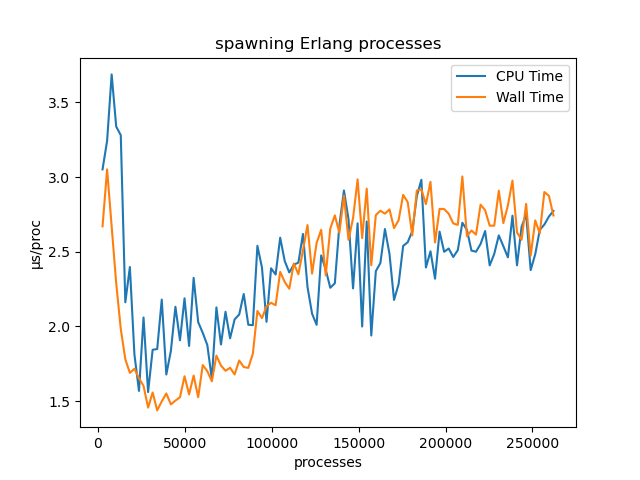 spawning Erlang processes
CPU Time
Wall Time
3.5
3.0
2.5
2.0
1.5
µs/proc
0 50000 100000 150000 200000 250000
processes